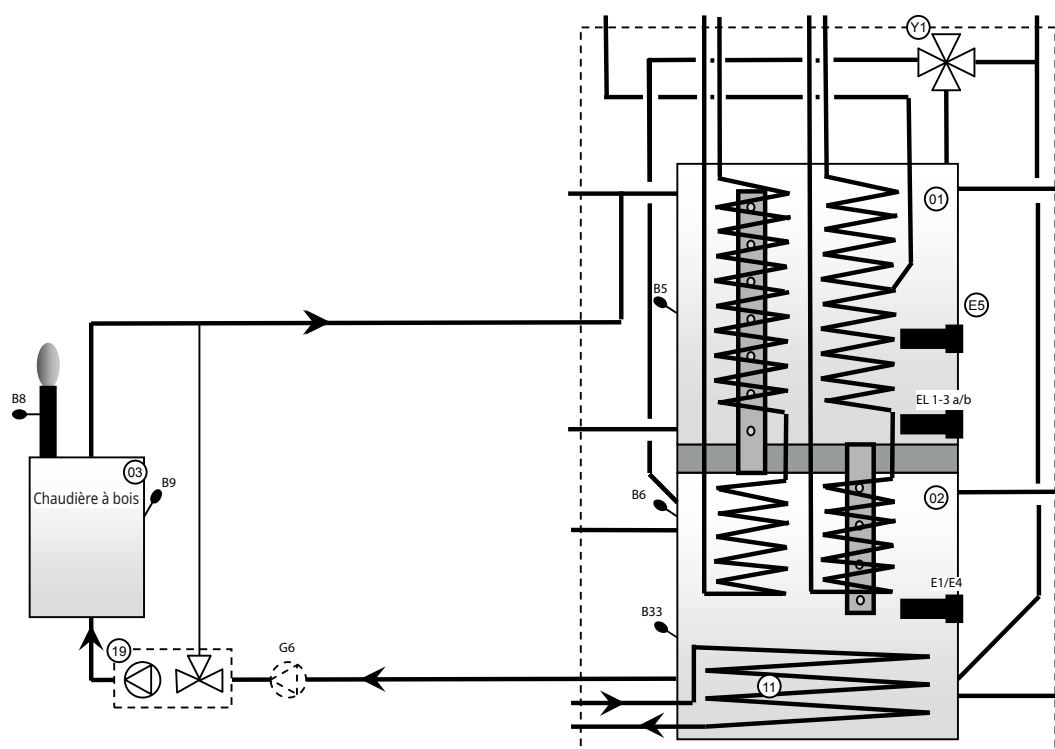 Y1
01
B5
E5
B8
EL 1-3 a/b
03
B9
Chaudière à bois
B6
02
E1/E4
B33
19
G6
11